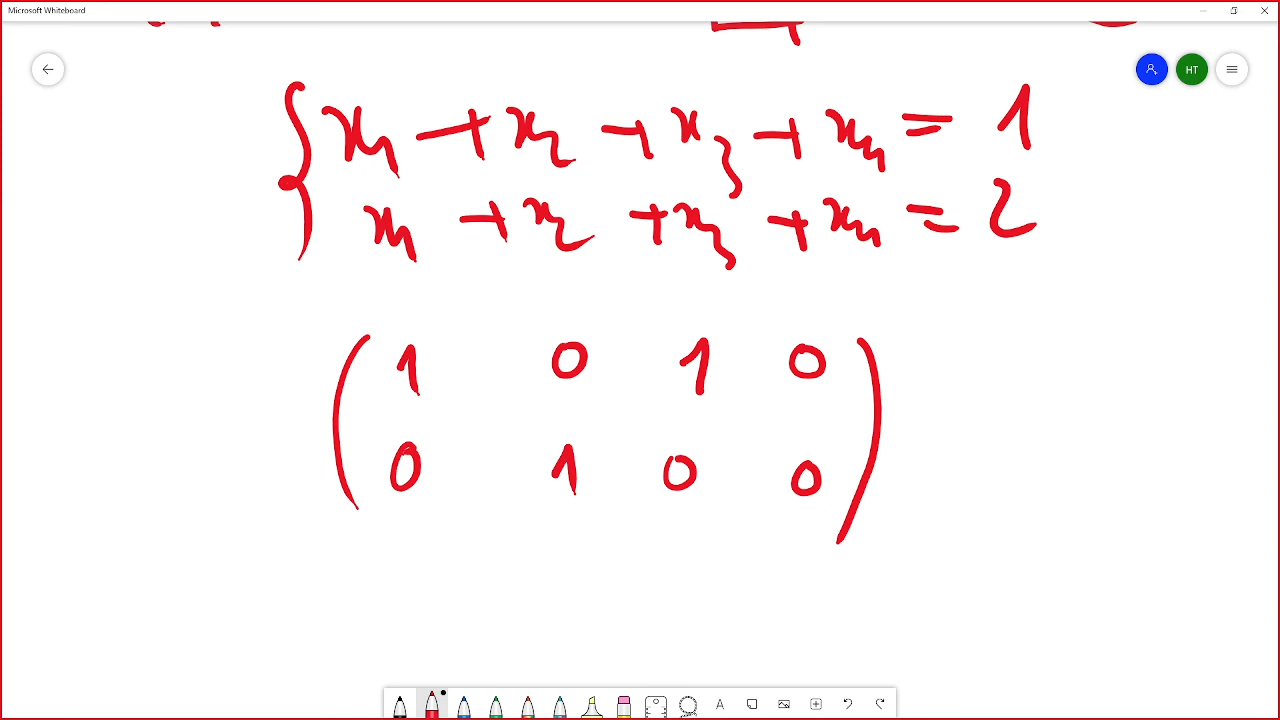 Microsoft Whiteboard
HT
x₁ + x₂ + x₃ + x₄ = 1
x₁ + x₂ + x₃ + x₄ = 2
1 0 1 0
0 1 0 0
A